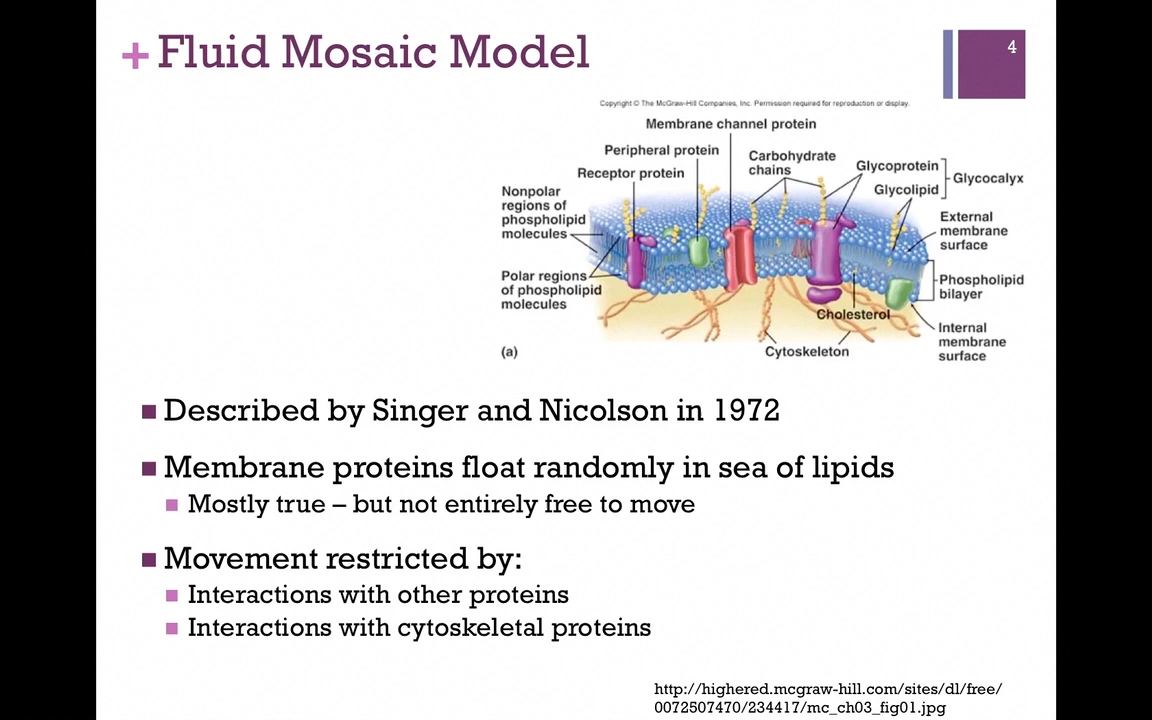 + Fluid Mosaic Model
4
Copyright © The McGraw-Hill Companies, Inc. Permission required for reproduction or display.
Membrane channel protein
Peripheral protein
Receptor protein
Carbohydrate
chains
Glycoprotein
Glycolipid
Glycocalyx
Nonpolar
regions of
phospholipid
molecules
External
membrane
surface
Polar regions
of phospholipid
molecules
Phospholipid
bilayer
Cholesterol
Internal
membrane
surface
Cytoskeleton
(a)
Described by Singer and Nicolson in 1972
Membrane proteins float randomly in sea of lipids
Mostly true – but not entirely free to move
Movement restricted by:
Interactions with other proteins
Interactions with cytoskeletal proteins
http://highered.mcgraw-hill.com/sites/dl/free/
0072507470/234417/mc_ch03_fig01.jpg